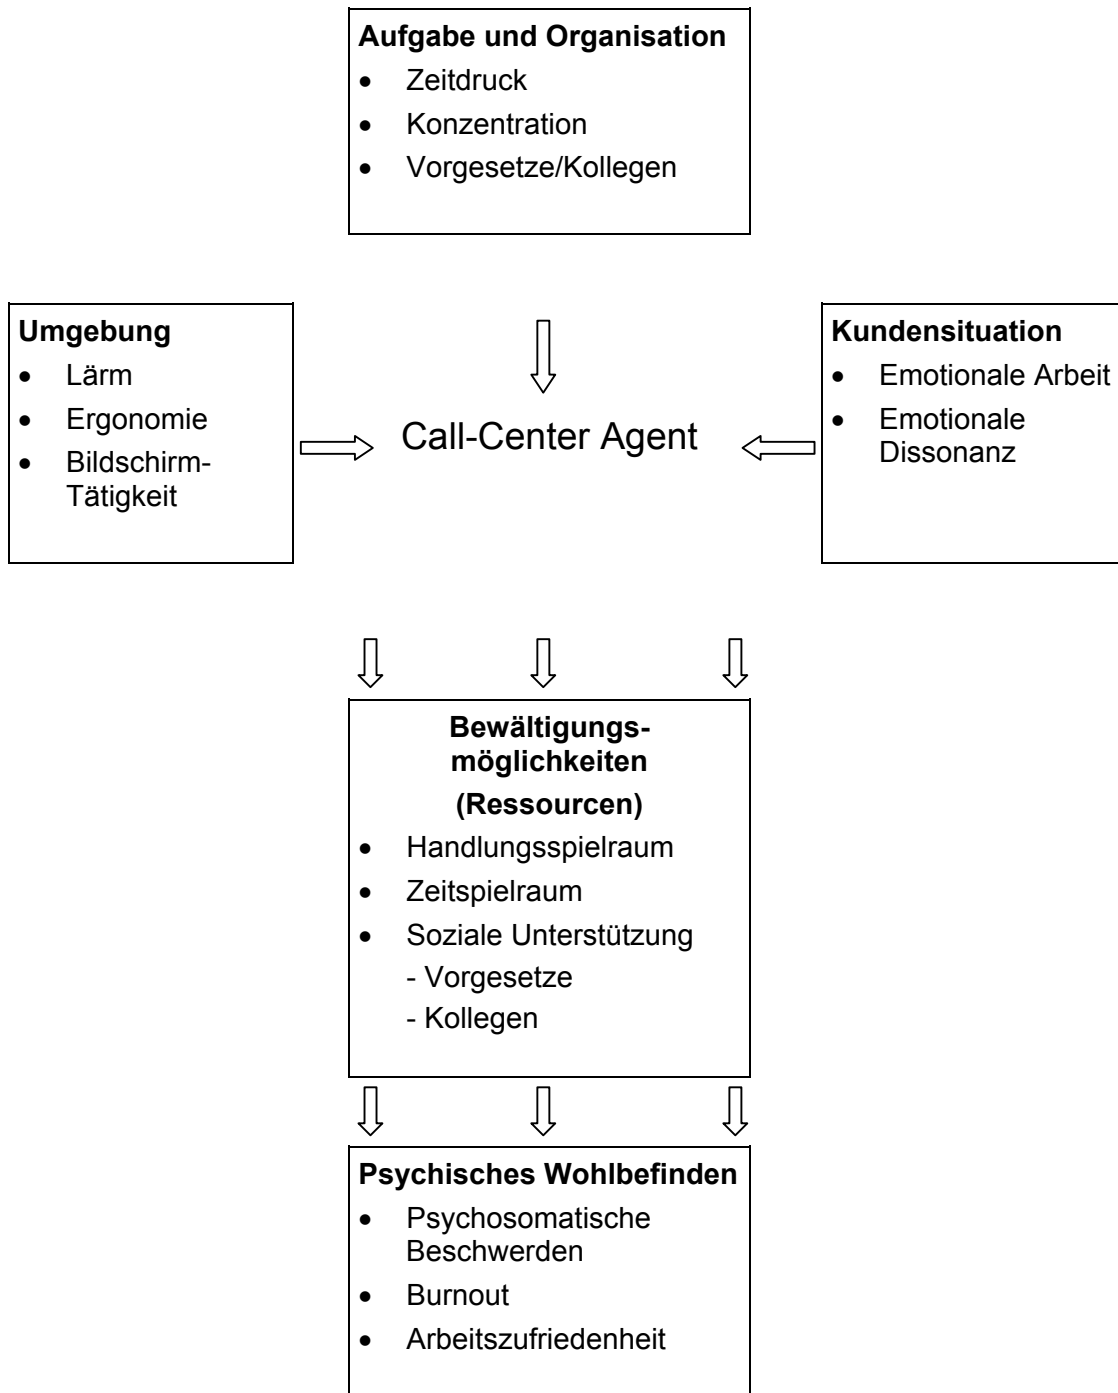 Aufgabe und Organisation
• Zeitdruck
• Konzentration
• Vorgesetze/Kollegen
Umgebung
• Lärm
• Ergonomie
• Bildschirm-
Tätigkeit
Call-Center Agent
Kundensituation
• Emotionale Arbeit
• Emotionale
Dissonanz
Bewältigungs-
möglichkeiten
(Ressourcen)
• Handlungsspielraum
• Zeitspielraum
• Soziale Unterstützung
- Vorgesetze
- Kollegen
Psychisches Wohlbefinden
• Psychosomatische
Beschwerden
• Burnout
• Arbeitszufriedenheit